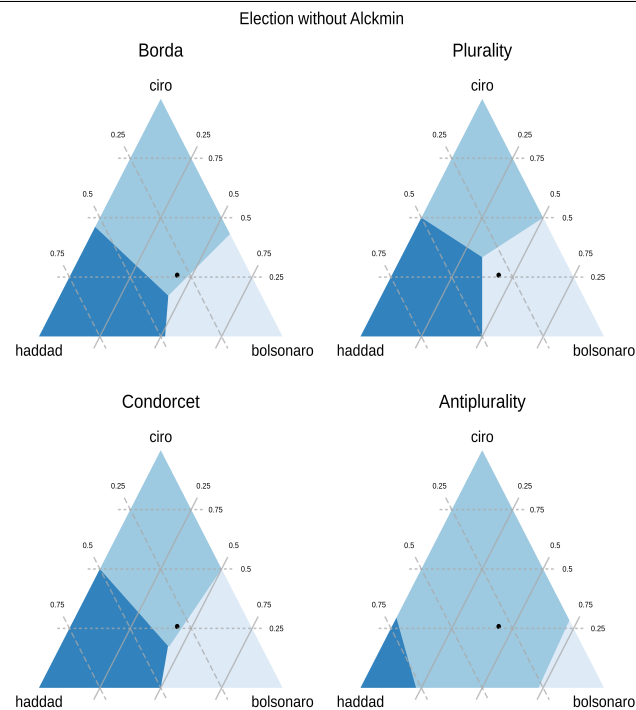 Election without Alckmin
Borda Plurality
ciro ciro
0.25 0.25 0.25 0.25
0.75 0.75
0.5 0.5 0.5 0.5
0.5 0.5
0.75 0.75 0.75 0.75
0.25 0.25
haddad bolsonaro haddad bolsonaro
Condorcet Antiplurality
ciro ciro
0.25 0.25 0.25 0.25
0.75 0.75
0.5 0.5 0.5 0.5
0.5 0.5
0.75 0.75 0.75 0.75
0.25 0.25
haddad bolsonaro haddad bolsonaro